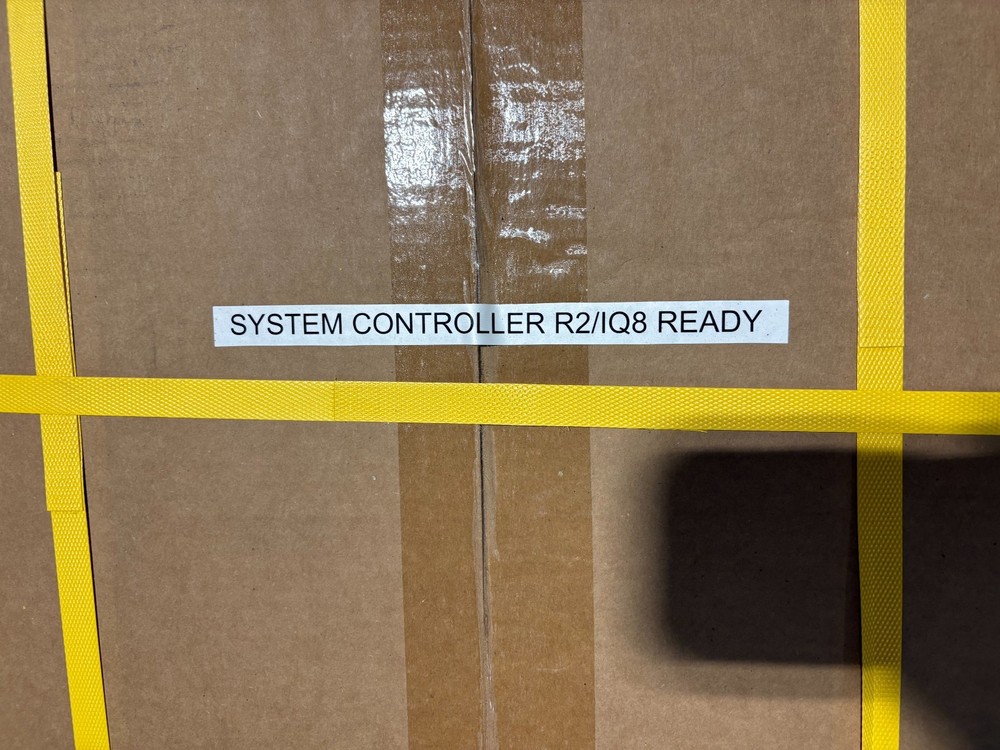 SYSTEM CONTROLLER R2/IQ8 READY